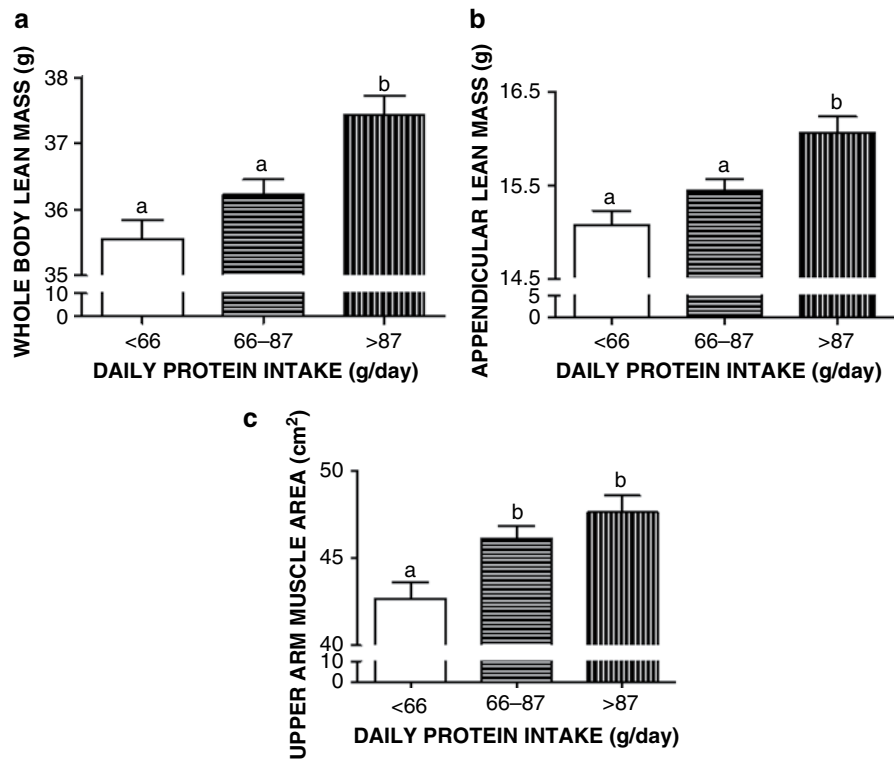 a
WHOLE BODY LEAN MASS (g)
38
37
36
35
10
0
a
a
b
<66
66–87
>87
DAILY PROTEIN INTAKE (g/day)
b
APPENDICULAR LEAN MASS (g)
16.5
15.5
14.5
5
0
a
a
b
<66
66–87
>87
DAILY PROTEIN INTAKE (g/day)
c
UPPER ARM MUSCLE AREA (cm²)
50
45
40
10
0
a
b
b
<66
66–87
>87
DAILY PROTEIN INTAKE (g/day)